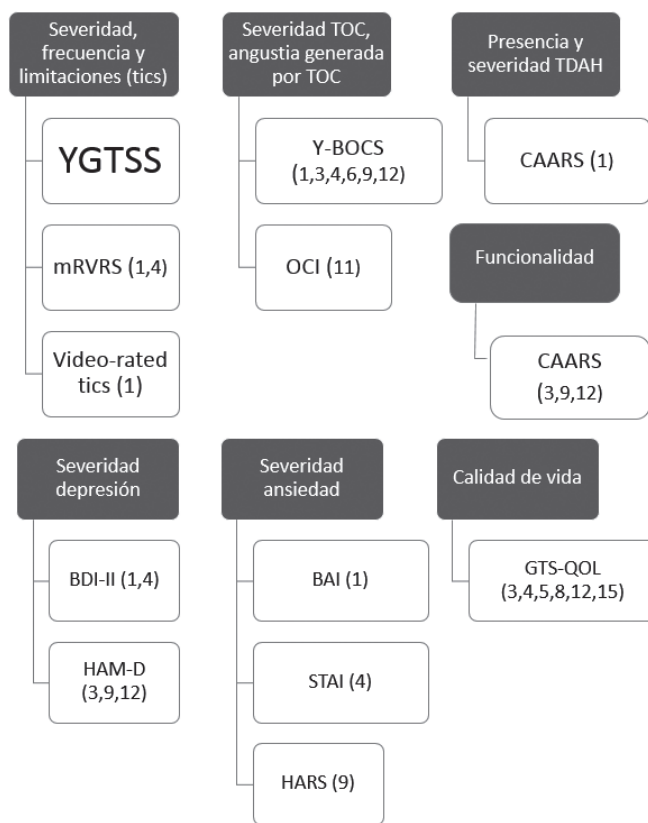 Severidad,
frecuencia y
limitaciones (tics)
YGTSS
mRVRS (1,4)
Video-rated
tics (1)
Severidad TOC,
angustia generada
por TOC
Y-BOCS
(1,3,4,6,9,12)
OCI (11)
Presencia y
severidad TDAH
CAARS (1)
Funcionalidad
CAARS
(3,9,12)
Severidad
depresión
BDI-II (1,4)
HAM-D
(3,9,12)
Severidad
ansiedad
BAI (1)
STAI (4)
HARS (9)
Calidad de vida
GTS-QOL
(3,4,5,8,12,15)